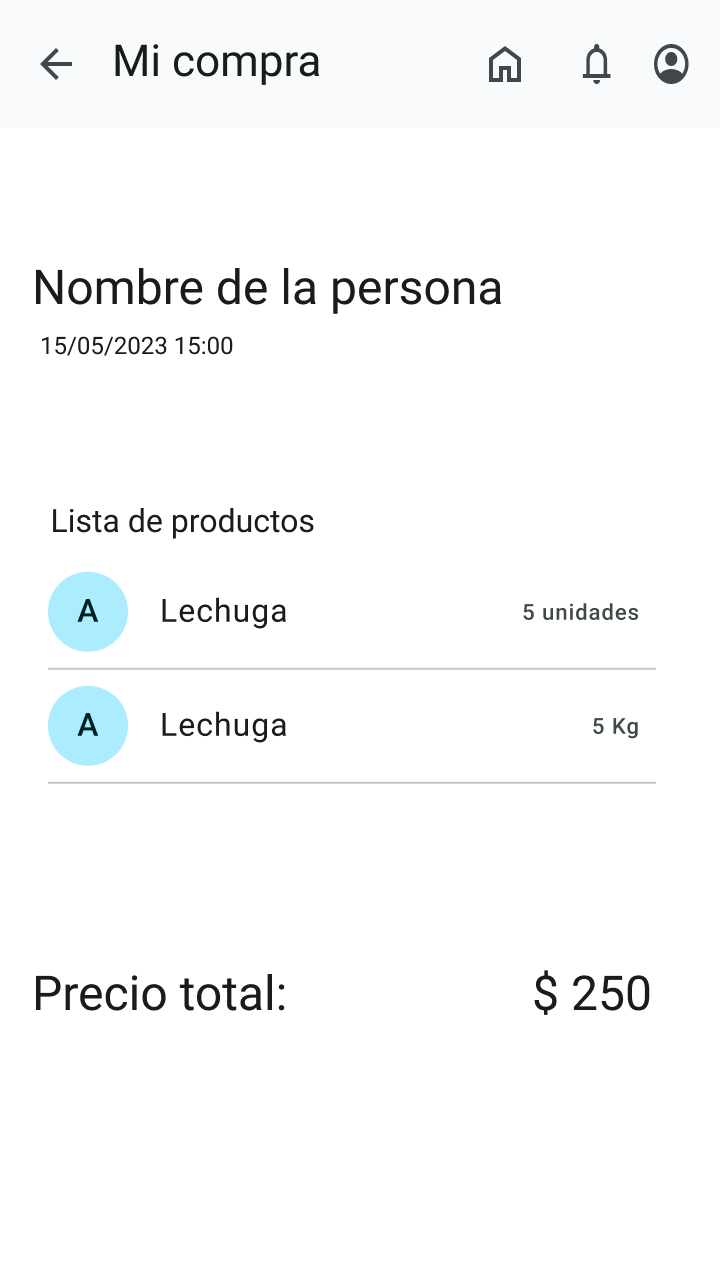 Mi compra
Nombre de la persona
15/05/2023 15:00
Lista de productos
A Lechuga 5 unidades
A Lechuga 5 Kg
Precio total: $ 250